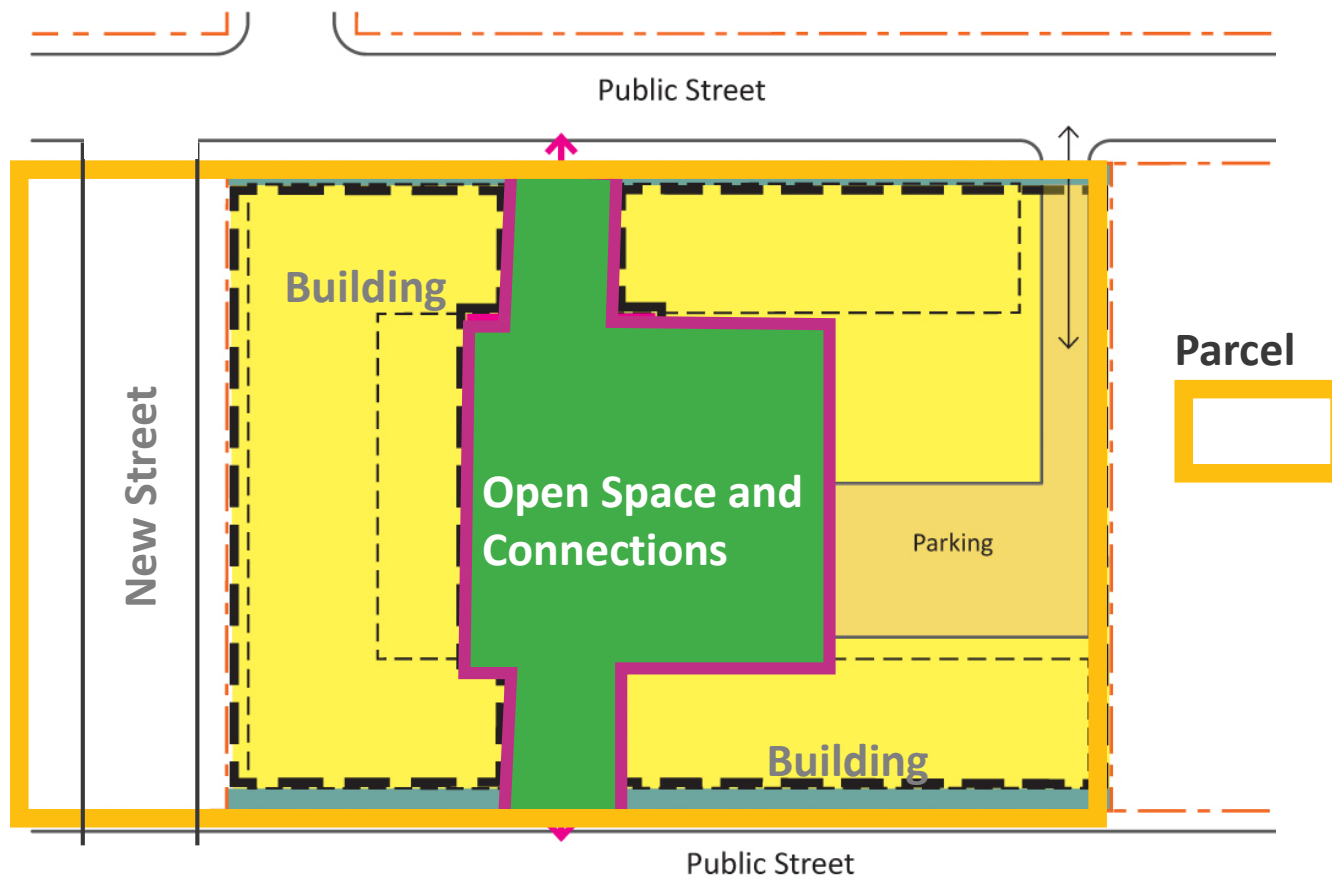 Public Street
Building
Parcel
New Street
Open Space and
Connections
Parking
Building
Public Street